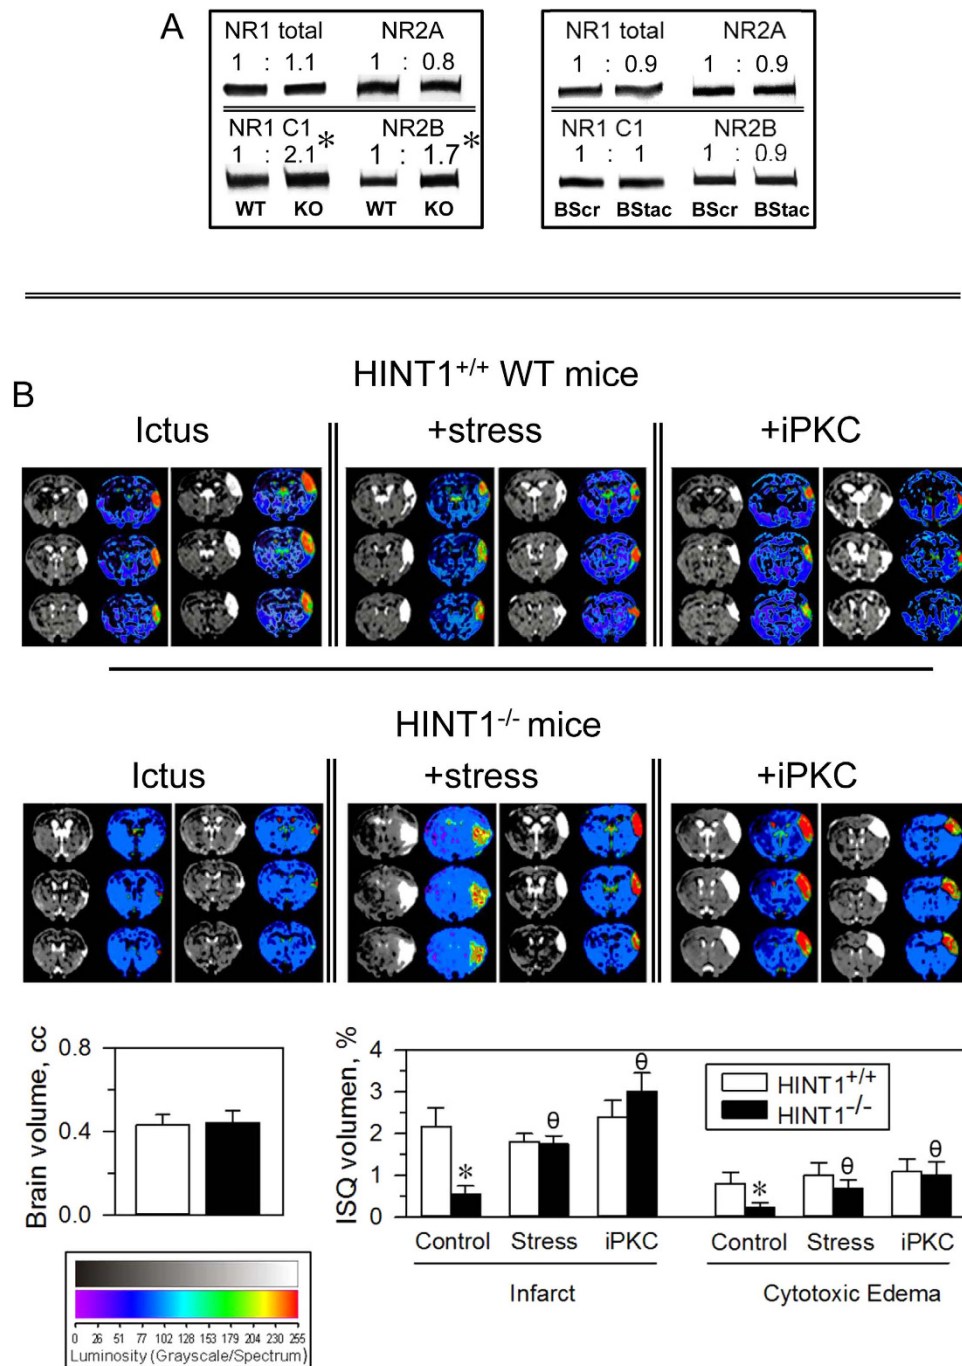 A
NR1 total NR2A
1 : 1.1 1 : 0.8
NR1 C1 NR2B
1 : 2.1* 1 : 1.7*
WT KO WT KO
NR1 total NR2A
1 : 0.9 1 : 0.9
NR1 C1 NR2B
1 : 1 1 : 0.9
BScr BStac BScr BStac
B
HINT1+/+ WT mice
Ictus +stress +iPKC
HINT1-/- mice
Ictus +stress +iPKC
Brain volume, cc
0.8
0.4
0.0
ISQ volumen, %
4
3
2
1
0
HINT1+/+
HINT1-/-
* θ θ * θ θ
Control Stress iPKC Control Stress iPKC
Infarct Cytotoxic Edema
0 26 51 77 102 128 153 179 204 230 255
Luminosity (Grayscale/Spectrum)